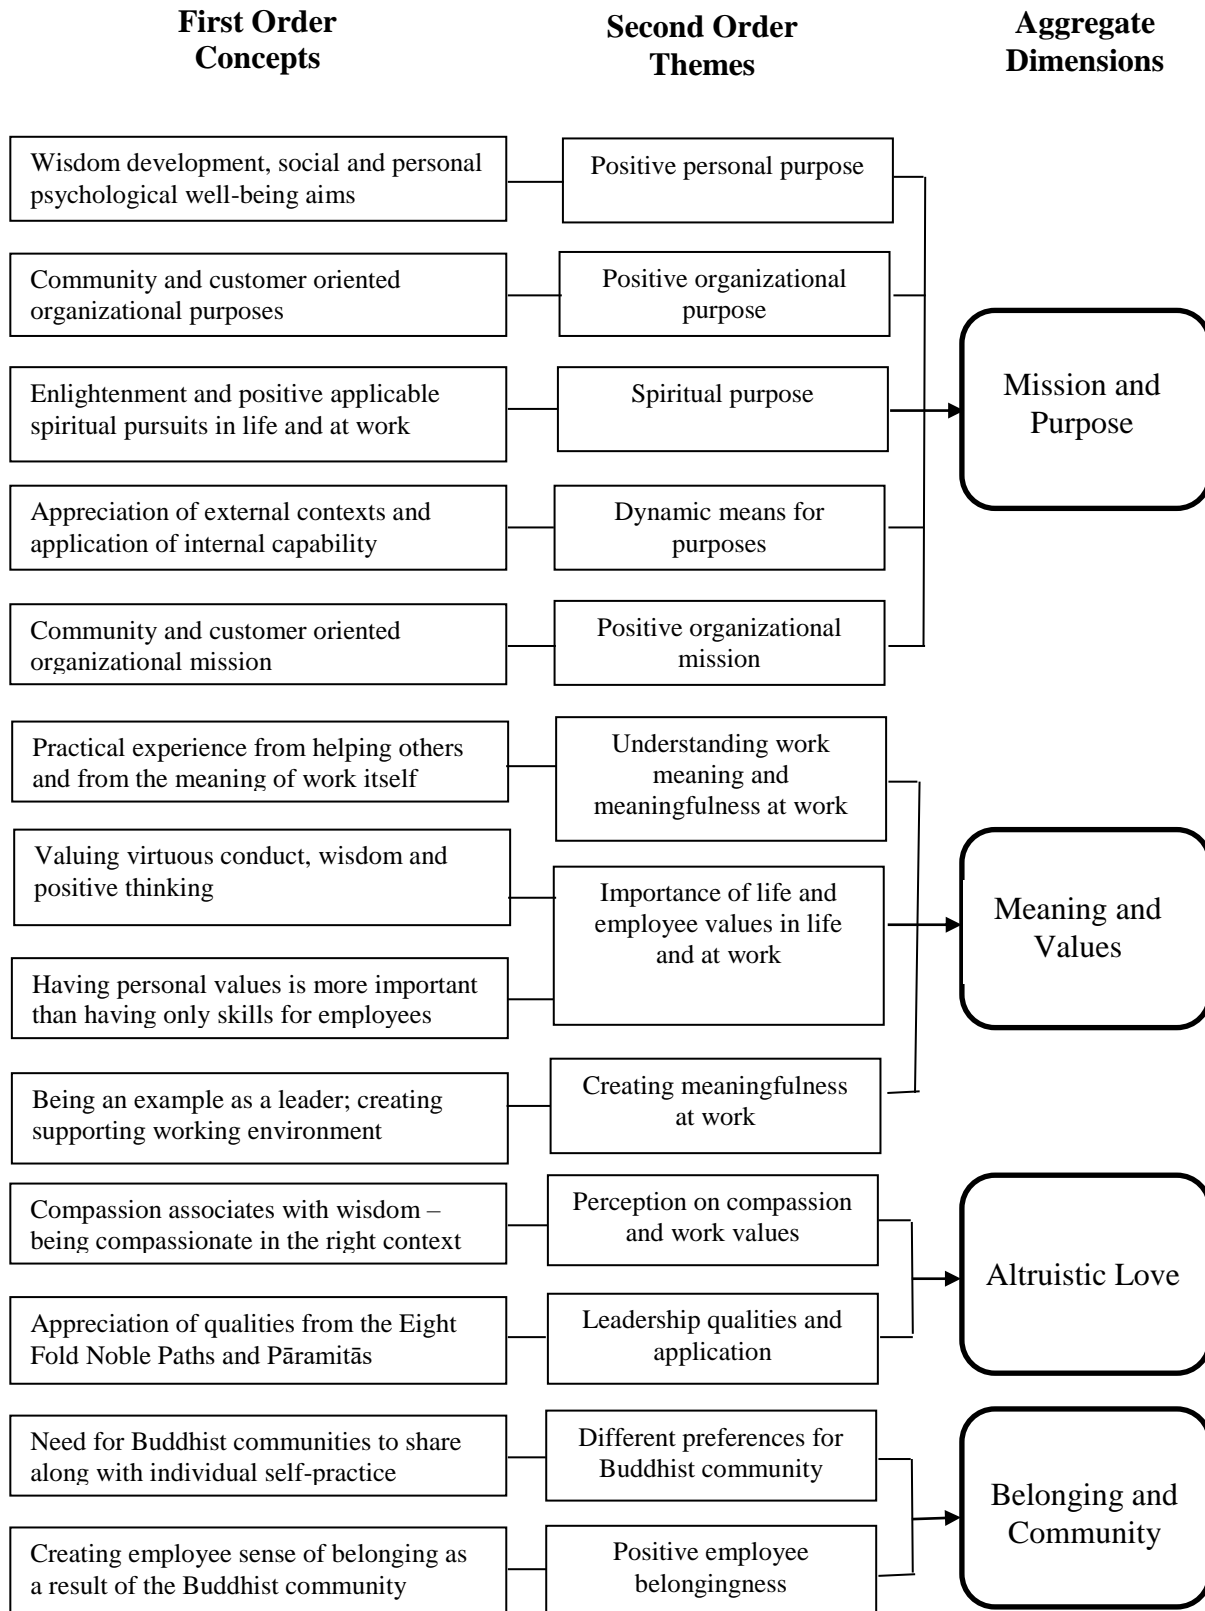 First Order
Concepts
Second Order
Themes
Aggregate
Dimensions
Wisdom development, social and personal
psychological well-being aims
Positive personal purpose
Community and customer oriented
organizational purposes
Positive organizational
purpose
Enlightenment and positive applicable
spiritual pursuits in life and at work
Spiritual purpose
Mission and
Purpose
Appreciation of external contexts and
application of internal capability
Dynamic means for
purposes
Community and customer oriented
organizational mission
Positive organizational
mission
Practical experience from helping others
and from the meaning of work itself
Understanding work
meaning and
meaningfulness at work
Valuing virtuous conduct, wisdom and
positive thinking
Importance of life and
employee values in life
and at work
Meaning and
Values
Having personal values is more important
than having only skills for employees
Being an example as a leader; creating
supporting working environment
Creating meaningfulness
at work
Compassion associates with wisdom –
being compassionate in the right context
Perception on compassion
and work values
Altruistic Love
Appreciation of qualities from the Eight
Fold Noble Paths and Pāramitās
Leadership qualities and
application
Need for Buddhist communities to share
along with individual self-practice
Different preferences for
Buddhist community
Belonging and
Community
Creating employee sense of belonging as
a result of the Buddhist community
Positive employee
belongingness